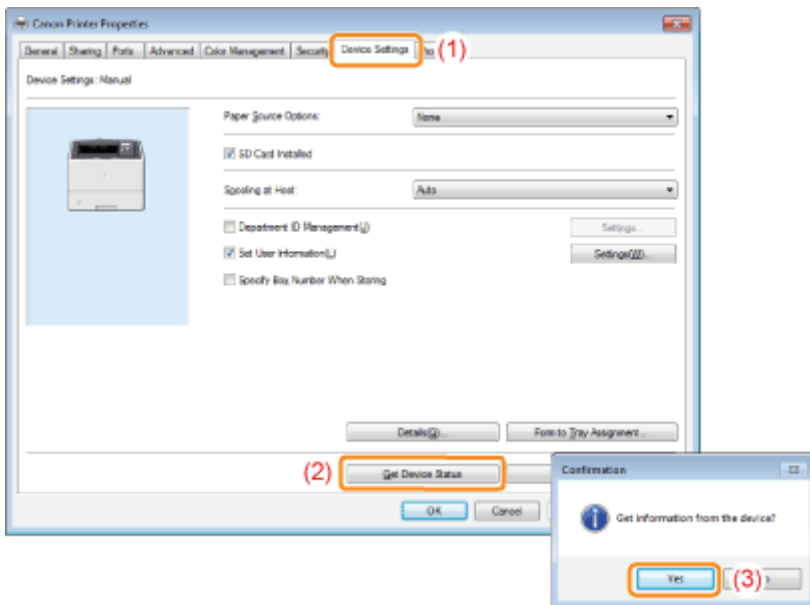 Canon Printer Properties
General Sharing Ports Advanced Color Management Security Device Settings (1)
Device Settings: Manual
Paper Source Options: None
SD Card Installed
Spooling at Host: Auto
Department ID Management(J) Settings...
Set User Information(L) Settings(W)...
Specify Box Number When Storing
Details(Q)... Form to Tray Assignment...
(2) Get Device Status
OK Cancel
Confirmation
Get information from the device?
Yes (3)